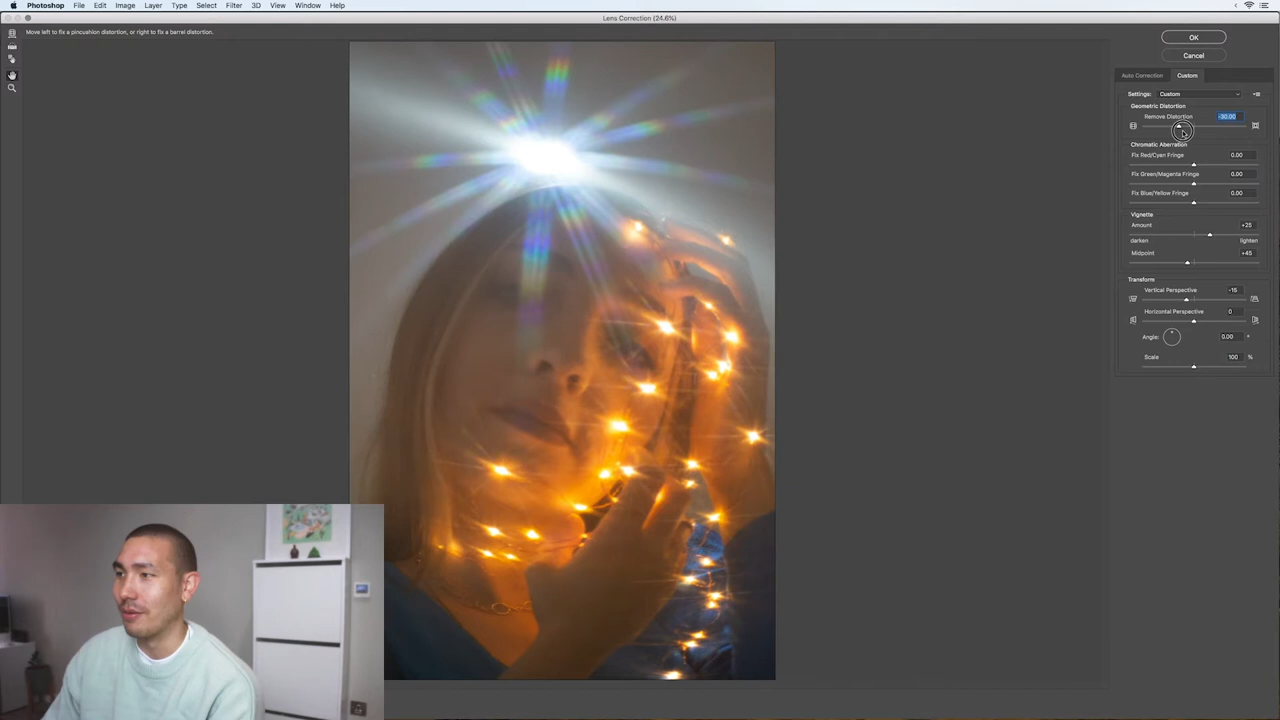 Photoshop File Edit Image Layer Type Select Filter 3D View Window Help
Lens Correction (24.6%)
Move left to fix a pincushion distortion, or right to fix a barrel distortion.
OK
Cancel
Auto Correction Custom
Settings: Custom
Geometric Distortion
Remove Distortion -30.00
Chromatic Aberration
Fix Red/Cyan Fringe 0.00
Fix Green/Magenta Fringe 0.00
Fix Blue/Yellow Fringe 0.00
Vignette
Amount +25
darken lighten
Midpoint +45
Transform
Vertical Perspective -15
Horizontal Perspective 0
Angle: 0.00 °
Scale 100 %